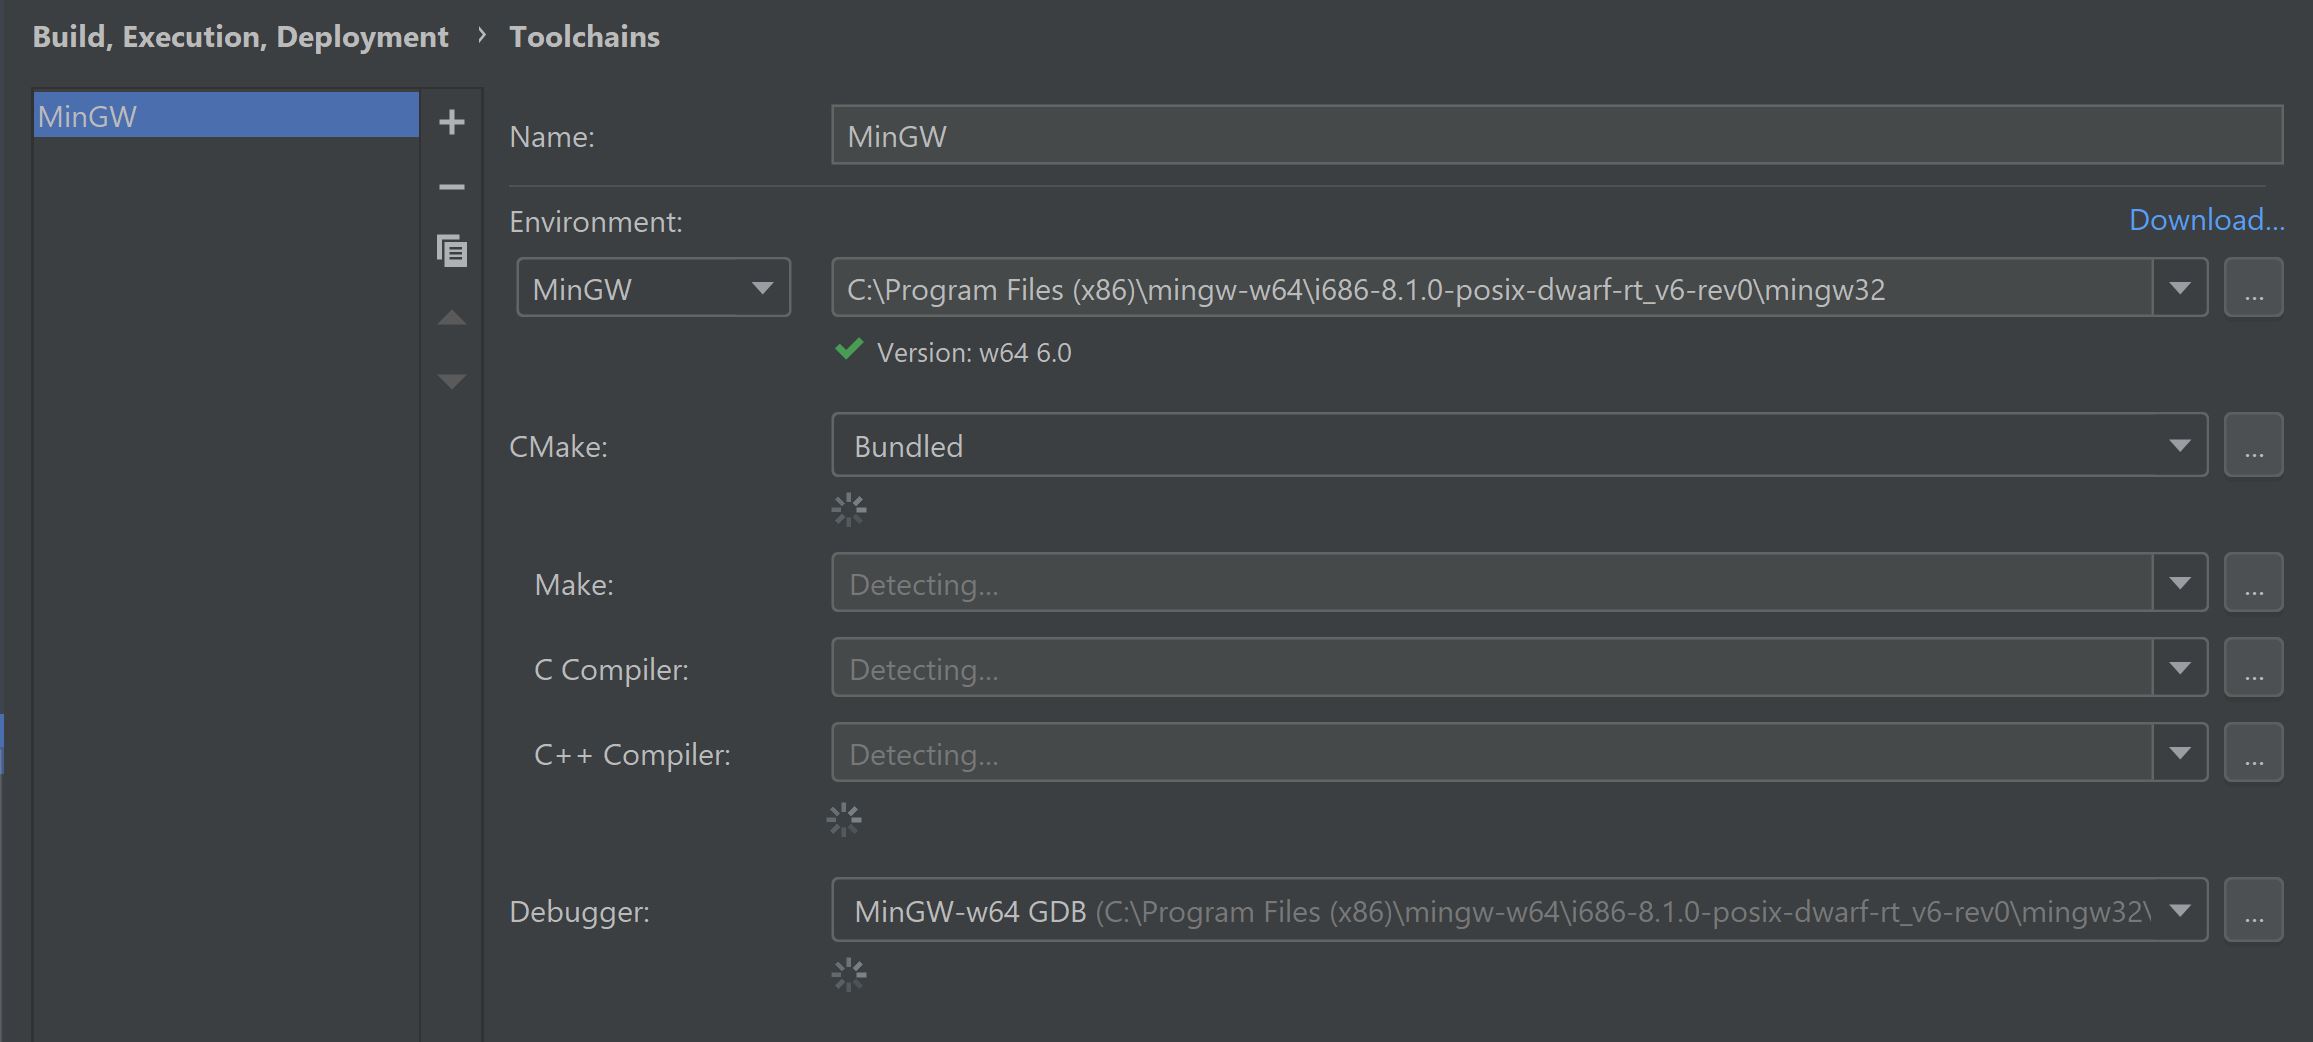 Build, Execution, Deployment › Toolchains
MinGW
Name:
MinGW
Environment:
Download...
MinGW
C:\Program Files (x86)\mingw-w64\i686-8.1.0-posix-dwarf-rt_v6-rev0\mingw32
...
Version: w64 6.0
CMake:
Bundled
...
Make:
Detecting...
...
C Compiler:
Detecting...
...
C++ Compiler:
Detecting...
...
Debugger:
MinGW-w64 GDB (C:\Program Files (x86)\mingw-w64\i686-8.1.0-posix-dwarf-rt_v6-rev0\mingw32\
...